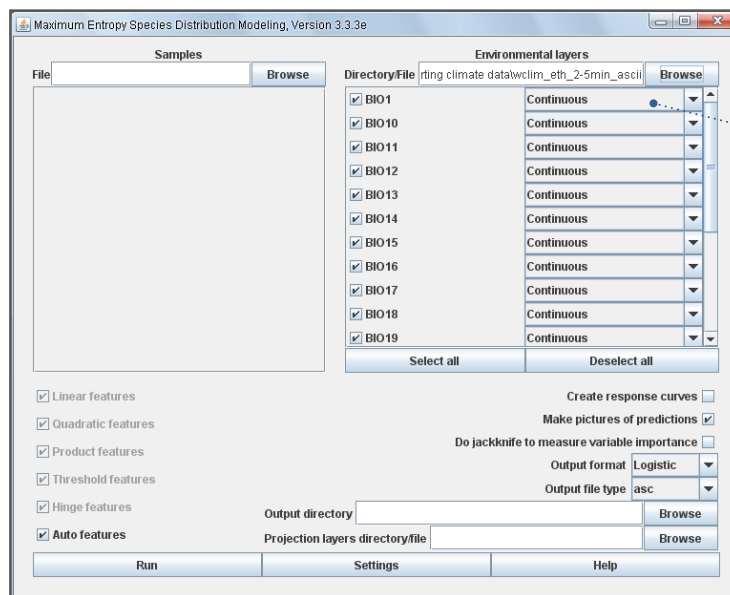 Maximum Entropy Species Distribution Modeling, Version 3.3.3e
Samples
File Browse
Environmental layers
Directory/File rting climate data\wclim_eth_2-5min_ascii Browse
BIO1 Continuous
BIO10 Continuous
BIO11 Continuous
BIO12 Continuous
BIO13 Continuous
BIO14 Continuous
BIO15 Continuous
BIO16 Continuous
BIO17 Continuous
BIO18 Continuous
BIO19 Continuous
Select all Deselect all
Linear features
Quadratic features
Product features
Threshold features
Hinge features
Auto features
Create response curves
Make pictures of predictions
Do jackknife to measure variable importance
Output format Logistic
Output file type asc
Output directory Browse
Projection layers directory/file Browse
Run Settings Help